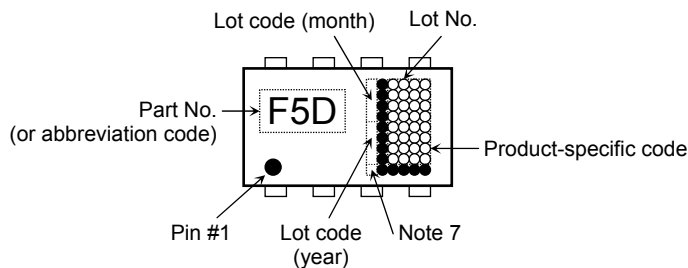 Lot code (month)
Lot No.
Part No.
(or abbreviation code)
F5D
Product-specific code
Pin #1
Lot code
(year)
Note 7